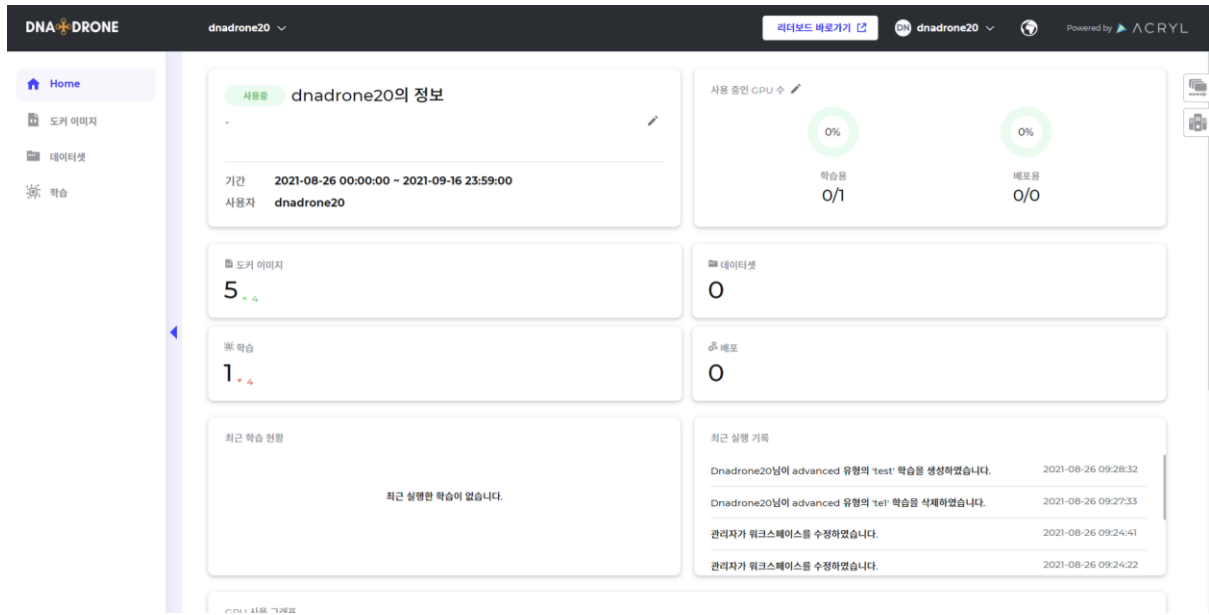 DNA DRONE
dnadrone20
리더보드 바로가기
DN dnadrone20
Powered by ACRYL
Home
도커 이미지
데이터셋
학습
사용중 dnadrone20의 정보
-
기간 2021-08-26 00:00:00 ~ 2021-09-16 23:59:00
사용자 dnadrone20
사용 중인 GPU 수
0% 0%
학습용 배포용
0/1 0/0
도커 이미지
5 4
데이터셋
0
학습
1 4
배포
0
최근 학습 현황
최근 실행한 학습이 없습니다.
최근 실행 기록
Dnadrone20님이 advanced 유형의 'test' 학습을 생성하였습니다. 2021-08-26 09:28:32
Dnadrone20님이 advanced 유형의 'te1' 학습을 삭제하였습니다. 2021-08-26 09:27:33
관리자가 워크스페이스를 수정하였습니다. 2021-08-26 09:24:41
관리자가 워크스페이스를 수정하였습니다. 2021-08-26 09:24:22
GPU 사용 그래프